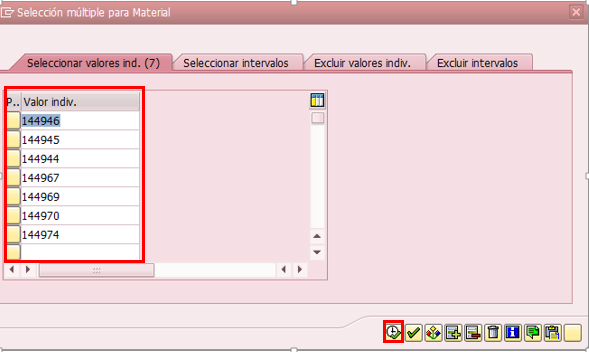 Selección múltiple para Material
Seleccionar valores ind. (7) Seleccionar intervalos Excluir valores indiv. Excluir intervalos
P.. Valor indiv.
144946
144945
144944
144967
144969
144970
144974